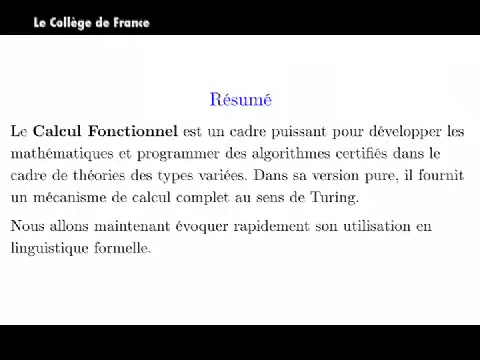 Le Collège de France
Résumé
Le Calcul Fonctionnel est un cadre puissant pour développer les
mathématiques et programmer des algorithmes certifiés dans le
cadre de théories des types variées. Dans sa version pure, il fournit
un mécanisme de calcul complet au sens de Turing.
Nous allons maintenant évoquer rapidement son utilisation en
linguistique formelle.